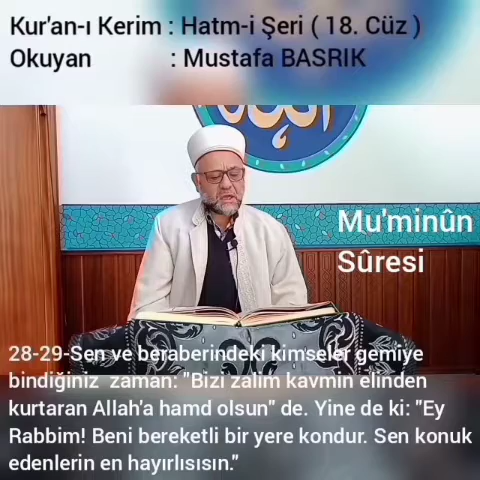 Kur'an-ı Kerim : Hatm-i Şeri ( 18. Cüz )
Okuyan : Mustafa BASRIK
Mu'minûn
Sûresi
28-29-Sen ve beraberindeki kimseler gemiye
bindiğiniz zaman: "Bizi zalim kavmin elinden
kurtaran Allah'a hamd olsun" de. Yine de ki: "Ey
Rabbim! Beni bereketli bir yere kondur. Sen konuk
edenlerin en hayırlısısın."